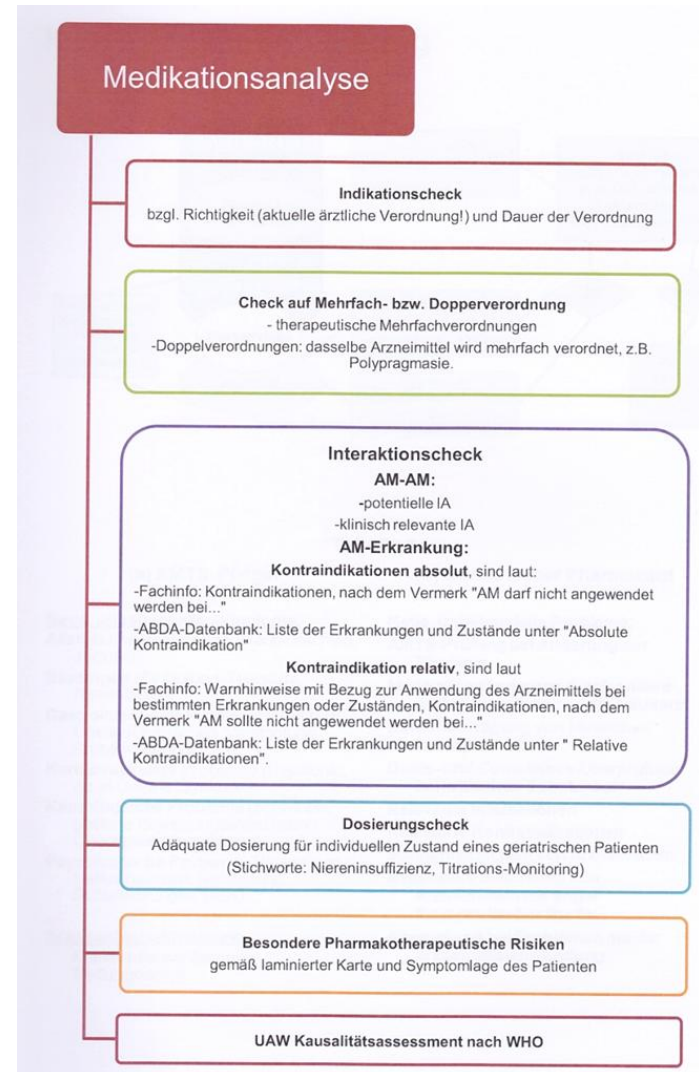 Medikationsanalyse
Indikationscheck
bzgl. Richtigkeit (aktuelle ärztliche Verordnung!) und Dauer der Verordnung
Check auf Mehrfach- bzw. Dopperverordnung
- therapeutische Mehrfachverordnungen
-Doppelverordnungen: dasselbe Arzneimittel wird mehrfach verordnet, z.B.
Polypragmasie.
Interaktionscheck
AM-AM:
-potentielle IA
-klinisch relevante IA
AM-Erkrankung:
Kontraindikationen absolut, sind laut:
-Fachinfo: Kontraindikationen, nach dem Vermerk "AM darf nicht angewendet
werden bei..."
-ABDA-Datenbank: Liste der Erkrankungen und Zustände unter "Absolute
Kontraindikation"
Kontraindikation relativ, sind laut
-Fachinfo: Warnhinweise mit Bezug zur Anwendung des Arzneimittels bei
bestimmten Erkrankungen oder Zuständen, Kontraindikationen, nach dem
Vermerk "AM sollte nicht angewendet werden bei..."
-ABDA-Datenbank: Liste der Erkrankungen und Zustände unter " Relative
Kontraindikationen".
Dosierungscheck
Adäquate Dosierung für individuellen Zustand eines geriatrischen Patienten
(Stichworte: Niereninsuffizienz, Titrations-Monitoring)
Besondere Pharmakotherapeutische Risiken
gemäß laminierter Karte und Symptomlage des Patienten
UAW Kausalitätsassessment nach WHO